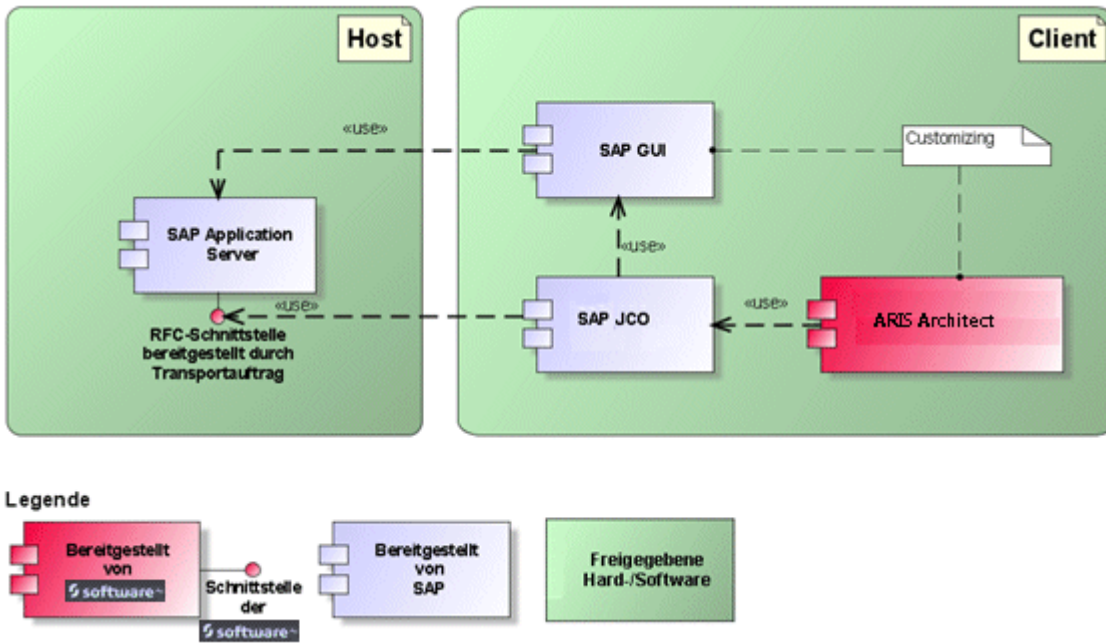 Host
Client
«use»
SAP GUI
Customizing
SAP Application
Server
«use»
«use»
SAP JCO
«use»
ARIS Architect
RFC-Schnittstelle
bereitgestellt durch
Transportauftrag
Legende
Bereitgestellt
von
software
Schnittstelle
der
software
Bereitgestellt
von
SAP
Freigegebene
Hard-/Software